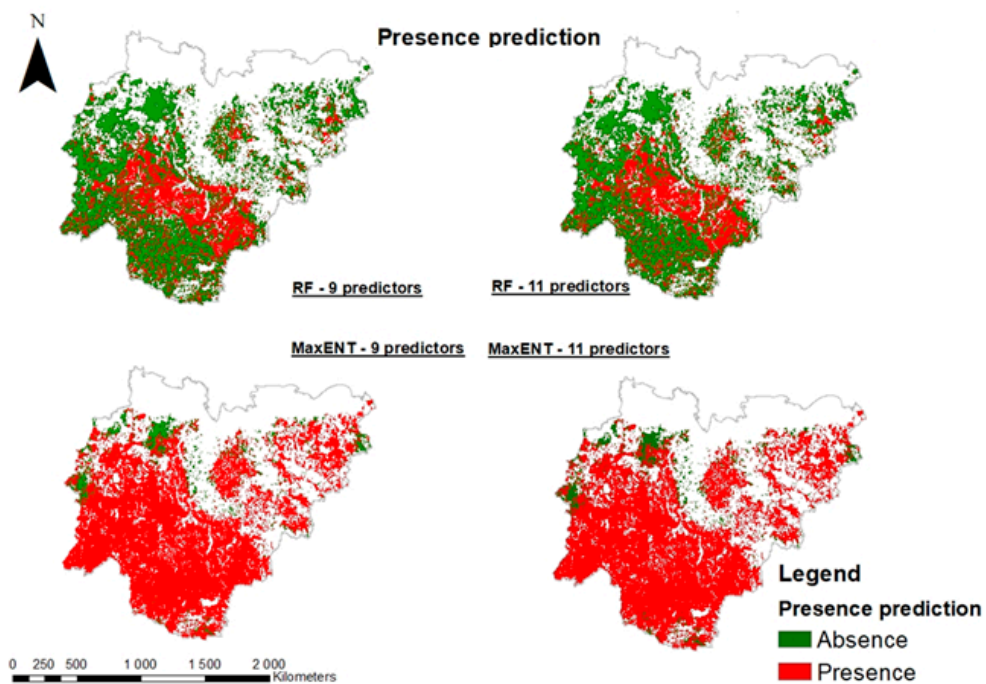 N
Presence prediction
RF - 9 predictors
RF - 11 predictors
MaxENT - 9 predictors
MaxENT - 11 predictors
Legend
Presence prediction
Absence
Presence
0 250 500 1 000 1 500 2 000
Kilometers